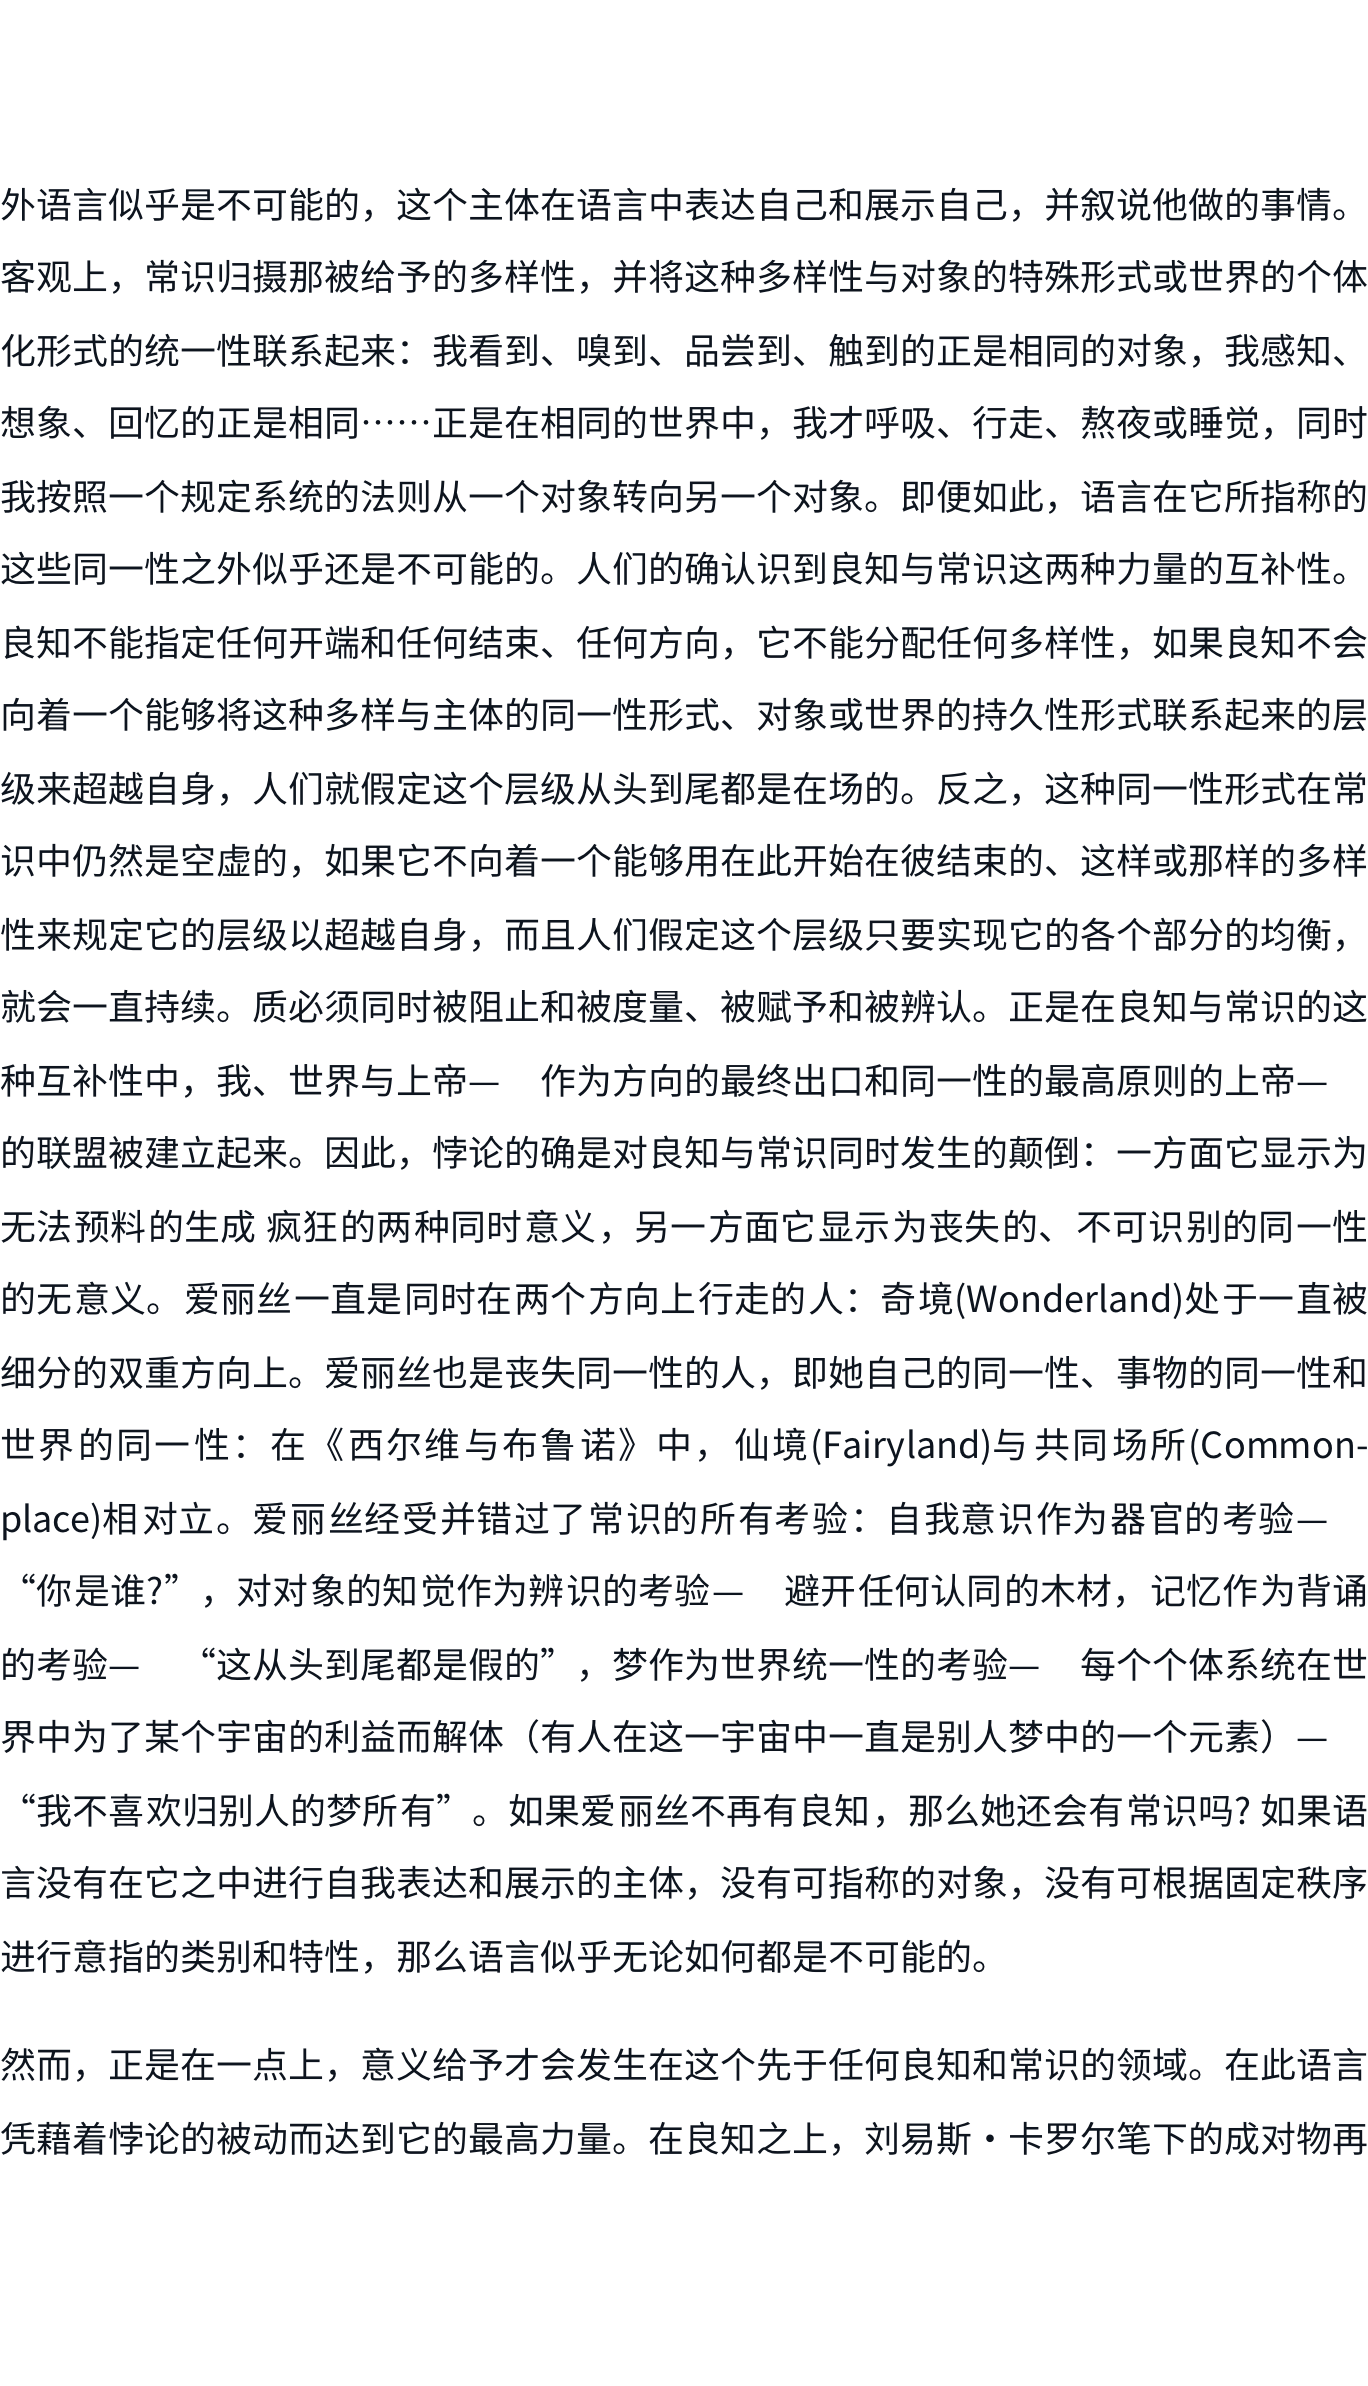 外语言似乎是不可能的，这个主体在语言中表达自己和展示自己，并叙说他做的事情。
客观上，常识归摄那被给予的多样性，并将这种多样性与对象的特殊形式或世界的个体
化形式的统一性联系起来：我看到、嗅到、品尝到、触到的正是相同的对象，我感知、
想象、回忆的正是相同……正是在相同的世界中，我才呼吸、行走、熬夜或睡觉，同时
我按照一个规定系统的法则从一个对象转向另一个对象。即便如此，语言在它所指称的
这些同一性之外似乎还是不可能的。人们的确认识到良知与常识这两种力量的互补性。
良知不能指定任何开端和任何结束、任何方向，它不能分配任何多样性，如果良知不会
向着一个能够将这种多样与主体的同一性形式、对象或世界的持久性形式联系起来的层
级来超越自身，人们就假定这个层级从头到尾都是在场的。反之，这种同一性形式在常
识中仍然是空虚的，如果它不向着一个能够用在此开始在彼结束的、这样或那样的多样
性来规定它的层级以超越自身，而且人们假定这个层级只要实现它的各个部分的均衡，
就会一直持续。质必须同时被阻止和被度量、被赋予和被辨认。正是在良知与常识的这
种互补性中，我、世界与上帝— 作为方向的最终出口和同一性的最高原则的上帝—
的联盟被建立起来。因此，悖论的确是对良知与常识同时发生的颠倒：一方面它显示为
无法预料的生成 疯狂的两种同时意义，另一方面它显示为丧失的、不可识别的同一性
的无意义。爱丽丝一直是同时在两个方向上行走的人：奇境(Wonderland)处于一直被
细分的双重方向上。爱丽丝也是丧失同一性的人，即她自己的同一性、事物的同一性和
世界的同一性：在《西尔维与布鲁诺》中，仙境(Fairyland)与共同场所(Common-
place)相对立。爱丽丝经受并错过了常识的所有考验：自我意识作为器官的考验—
“你是谁?”，对对象的知觉作为辨识的考验— 避开任何认同的木材，记忆作为背诵
的考验— “这从头到尾都是假的”，梦作为世界统一性的考验— 每个个体系统在世
界中为了某个宇宙的利益而解体（有人在这一宇宙中一直是别人梦中的一个元素）—
“我不喜欢归别人的梦所有”。如果爱丽丝不再有良知，那么她还会有常识吗? 如果语
言没有在它之中进行自我表达和展示的主体，没有可指称的对象，没有可根据固定秩序
进行意指的类别和特性，那么语言似乎无论如何都是不可能的。
然而，正是在一点上，意义给予才会发生在这个先于任何良知和常识的领域。在此语言
凭藉着悖论的被动而达到它的最高力量。在良知之上，刘易斯·卡罗尔笔下的成对物再